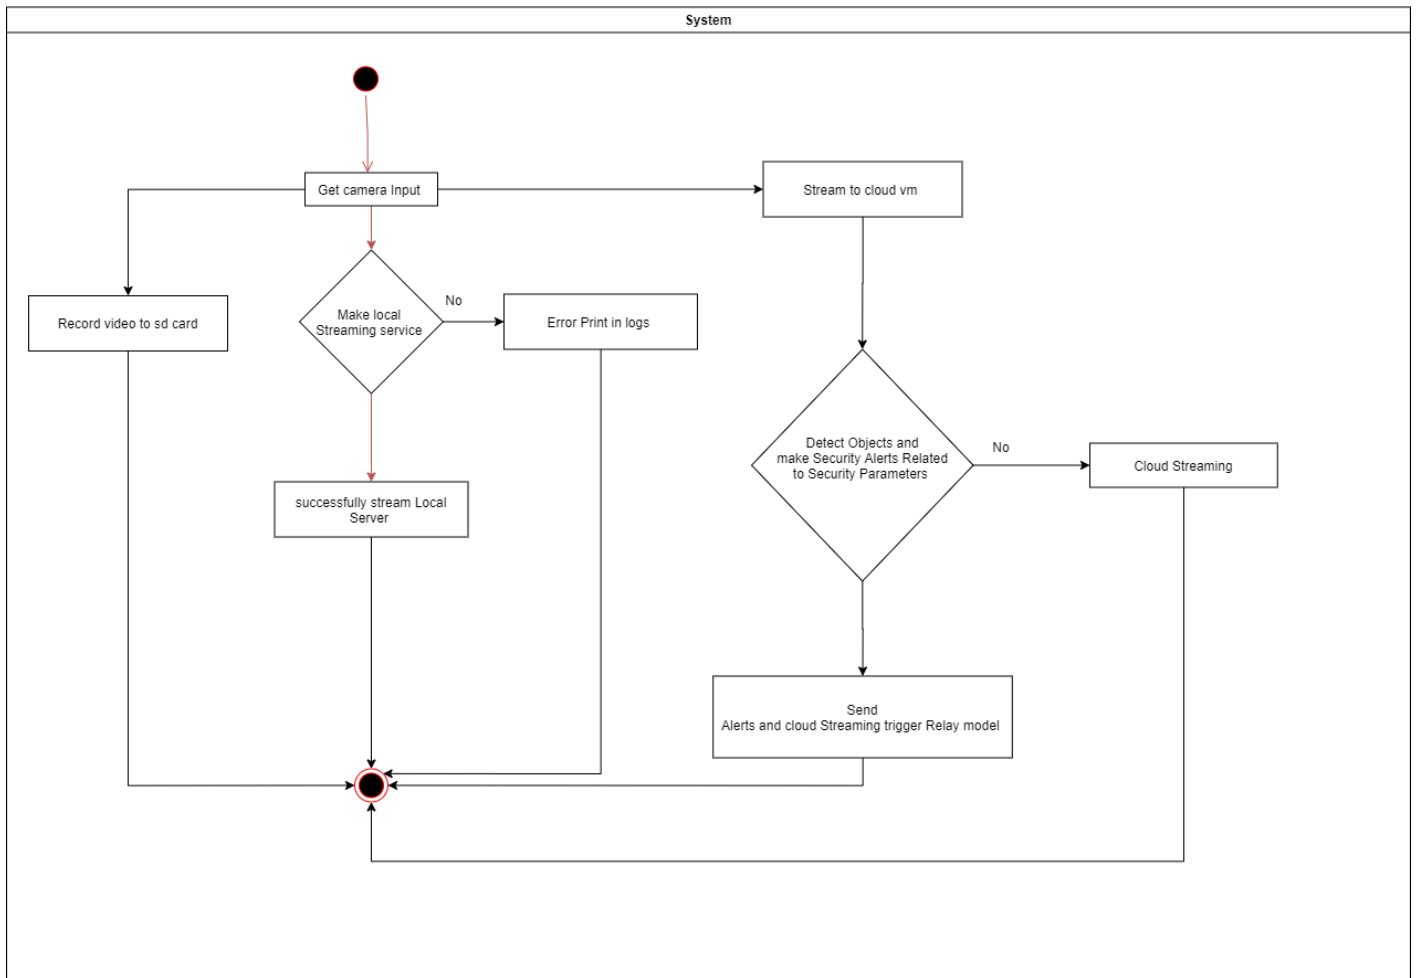 System
Get camera Input
Stream to cloud vm
Record video to sd card
Make local
Streaming service
No
Error Print in logs
successfully stream Local
Server
Detect Objects and
make Security Alerts Related
to Security Parameters
No
Cloud Streaming
Send
Alerts and cloud Streaming trigger Relay model